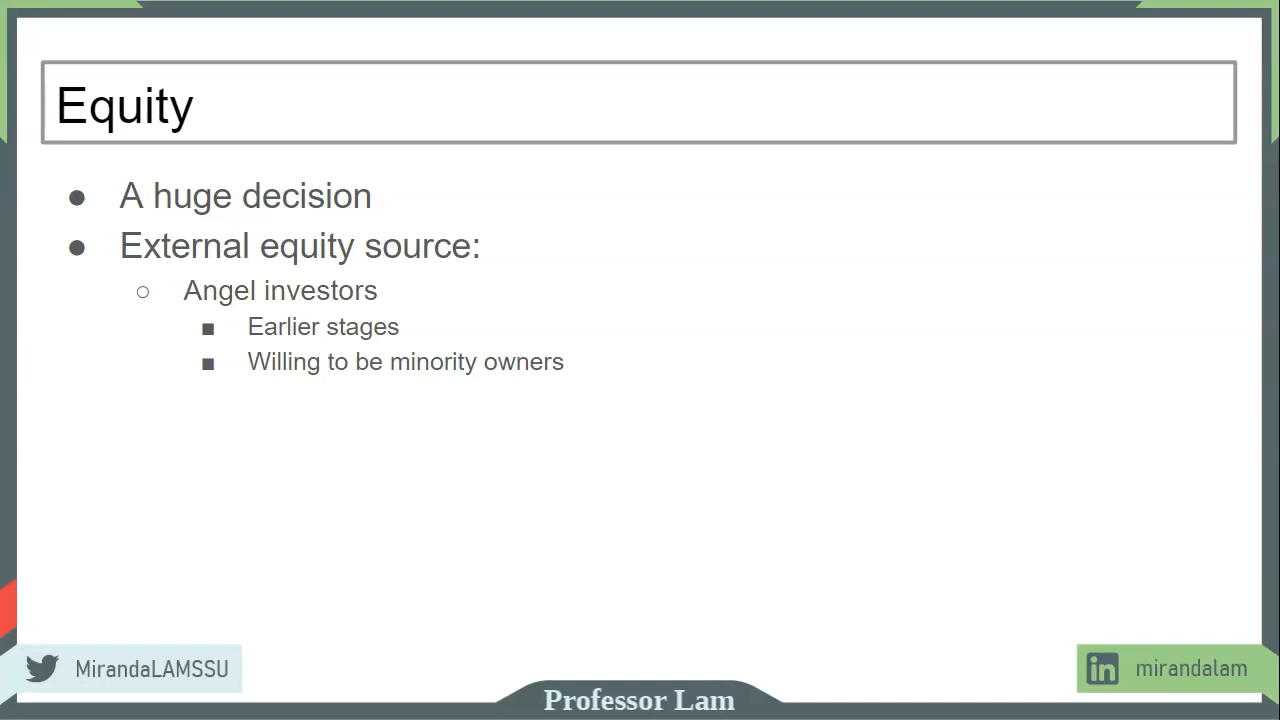 Equity
● A huge decision
● External equity source:
○ Angel investors
■ Earlier stages
■ Willing to be minority owners
MirandaLAMSSU
in mirandalam
Professor Lam